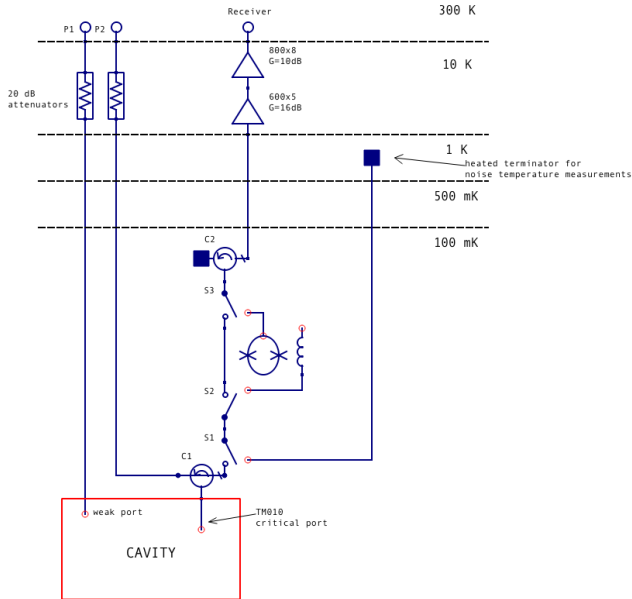 Receiver
300 K
P1
P2
800x8
G=10dB
10 K
20 dB
attenuators
600x5
G=16dB
1 K
heated terminator for
noise temperature measurements
500 mK
100 mK
C2
S3
S2
S1
C1
weak port
TM010
critical port
CAVITY